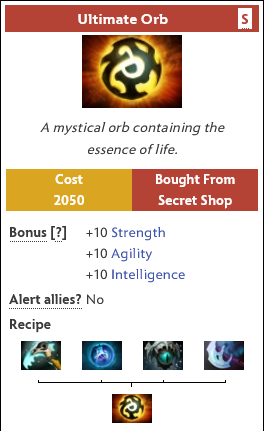 Ultimate Orb S
A mystical orb containing the
essence of life.
Cost Bought From
2050 Secret Shop
Bonus [?] +10 Strength
+10 Agility
+10 Intelligence
Alert allies? No
Recipe